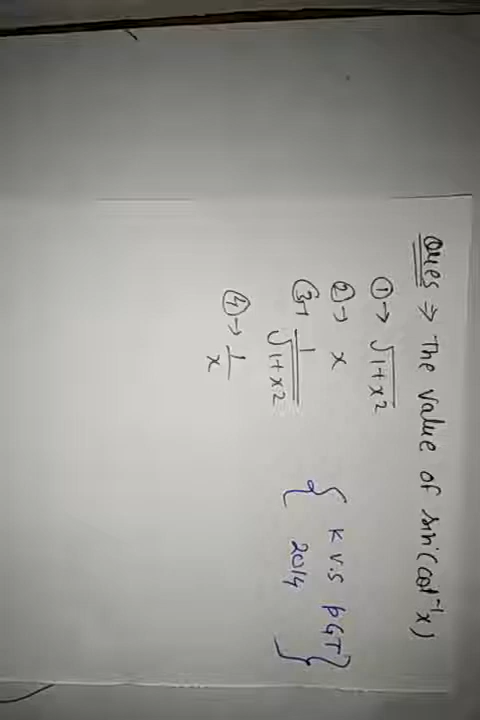 Ques ⇒ The value of sin(cot⁻¹x)
①→ √1+x²
②→ x
③→ 1/√1+x²
④→ 1/x
{ K V.S PGT }
{ 2014 }